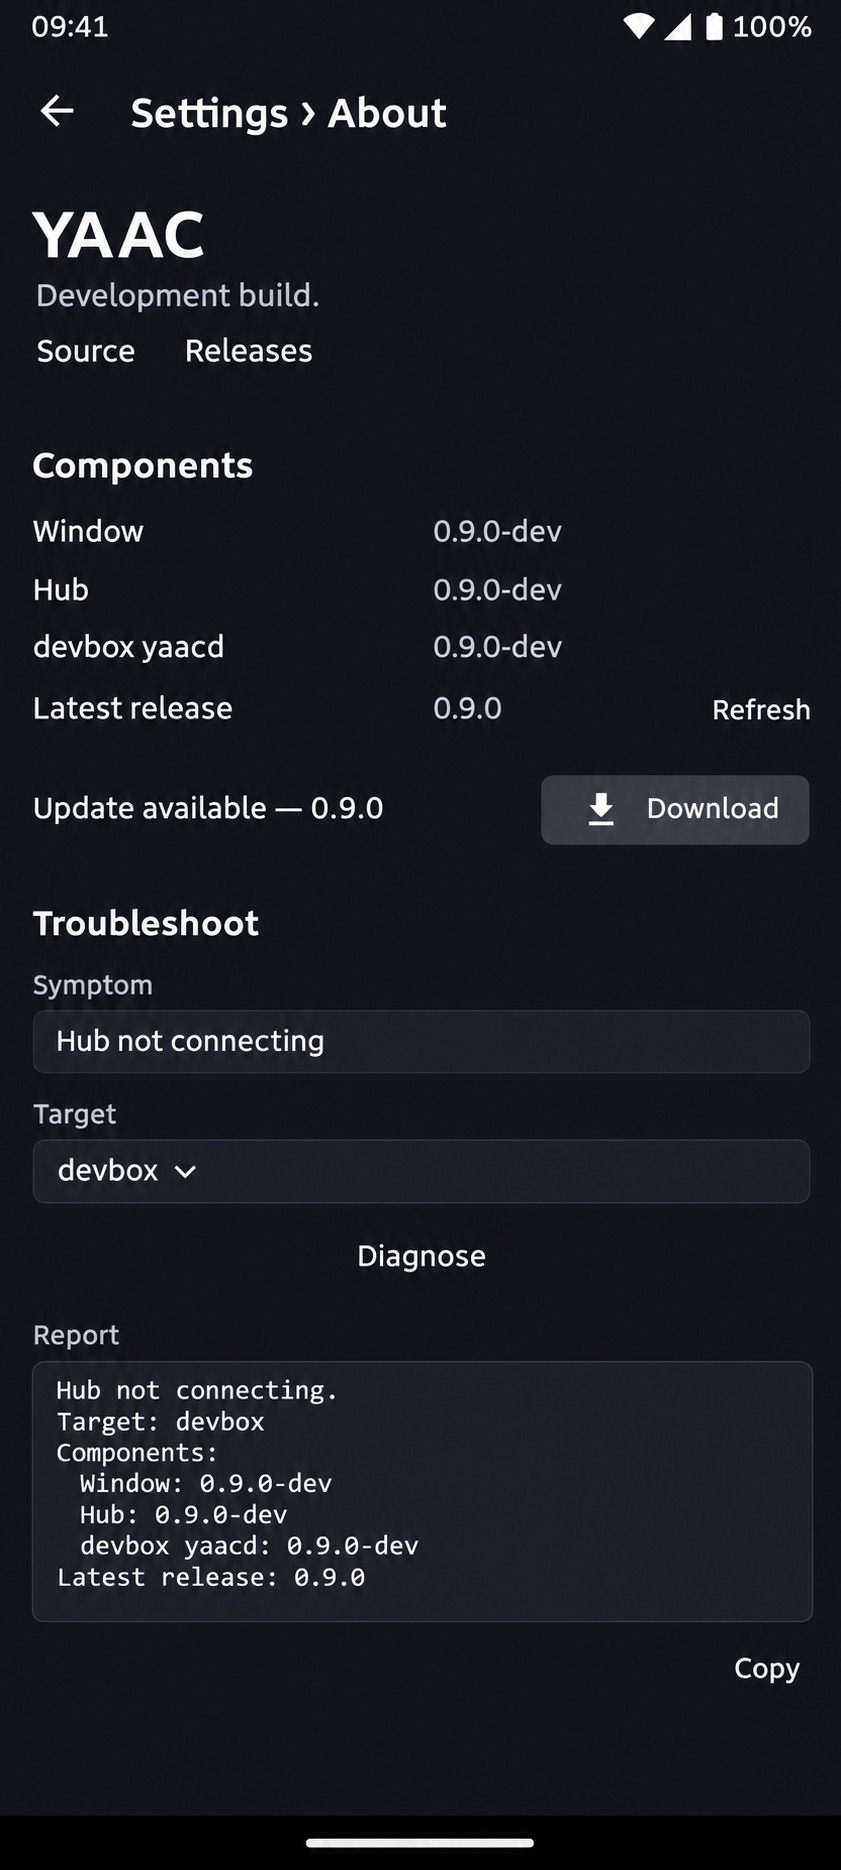 09:41
100%
Settings › About
YAAC
Development build.
Source Releases
Components
Window 0.9.0-dev
Hub 0.9.0-dev
devbox yaacd 0.9.0-dev
Latest release 0.9.0 Refresh
Update available — 0.9.0 Download
Troubleshoot
Symptom
Hub not connecting
Target
devbox
Diagnose
Report
Hub not connecting.
Target: devbox
Components:
  Window: 0.9.0-dev
  Hub: 0.9.0-dev
  devbox yaacd: 0.9.0-dev
Latest release: 0.9.0
Copy